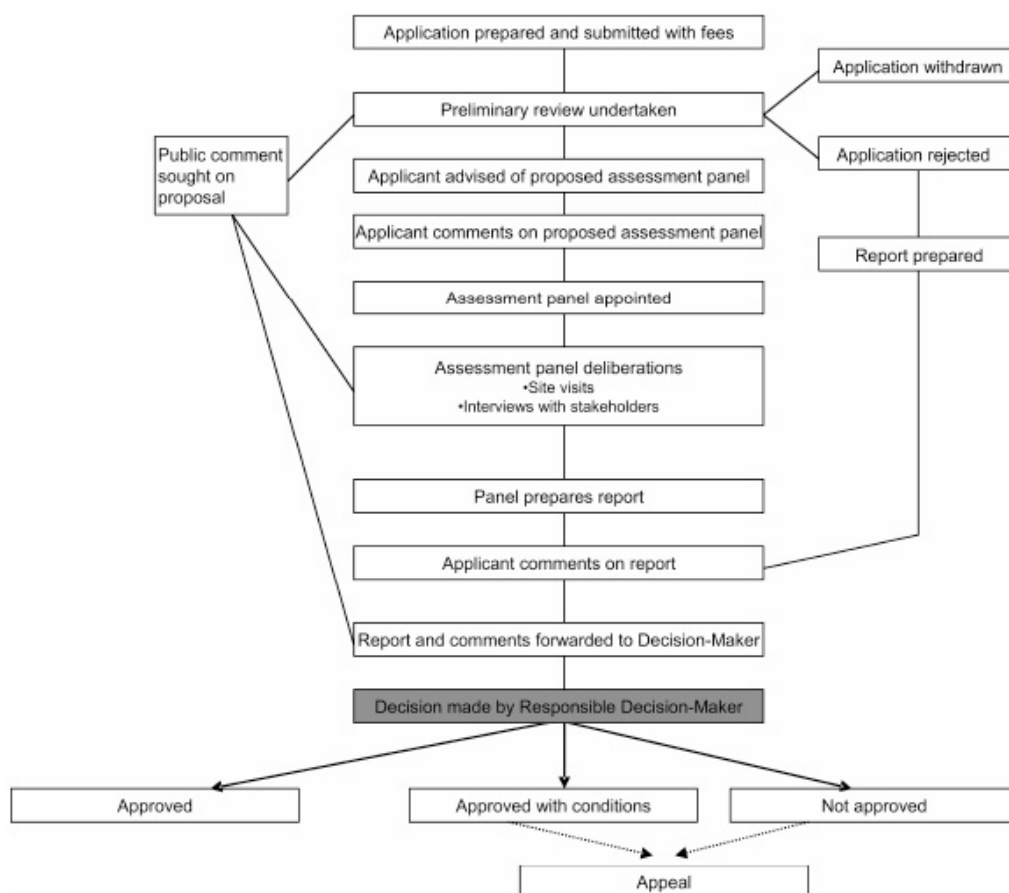 Application prepared and submitted with fees
Application withdrawn
Preliminary review undertaken
Public comment
sought on
proposal
Application rejected
Applicant advised of proposed assessment panel
Applicant comments on proposed assessment panel
Report prepared
Assessment panel appointed
Assessment panel deliberations
•Site visits
•Interviews with stakeholders
Panel prepares report
Applicant comments on report
Report and comments forwarded to Decision-Maker
Decision made by Responsible Decision-Maker
Approved
Approved with conditions
Not approved
Appeal